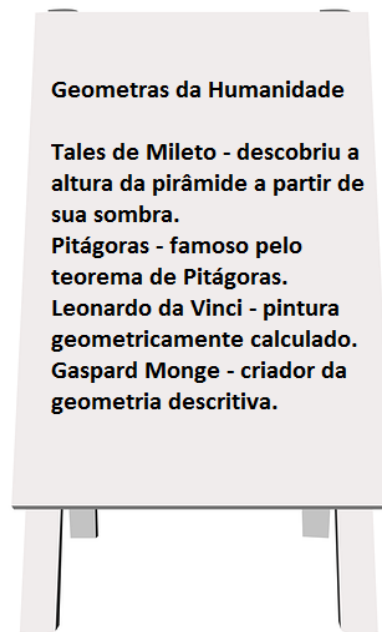 Geometras da Humanidade
Tales de Mileto - descobriu a
altura da pirâmide a partir de
sua sombra.
Pitágoras - famoso pelo
teorema de Pitágoras.
Leonardo da Vinci - pintura
geometricamente calculado.
Gaspard Monge - criador da
geometria descritiva.